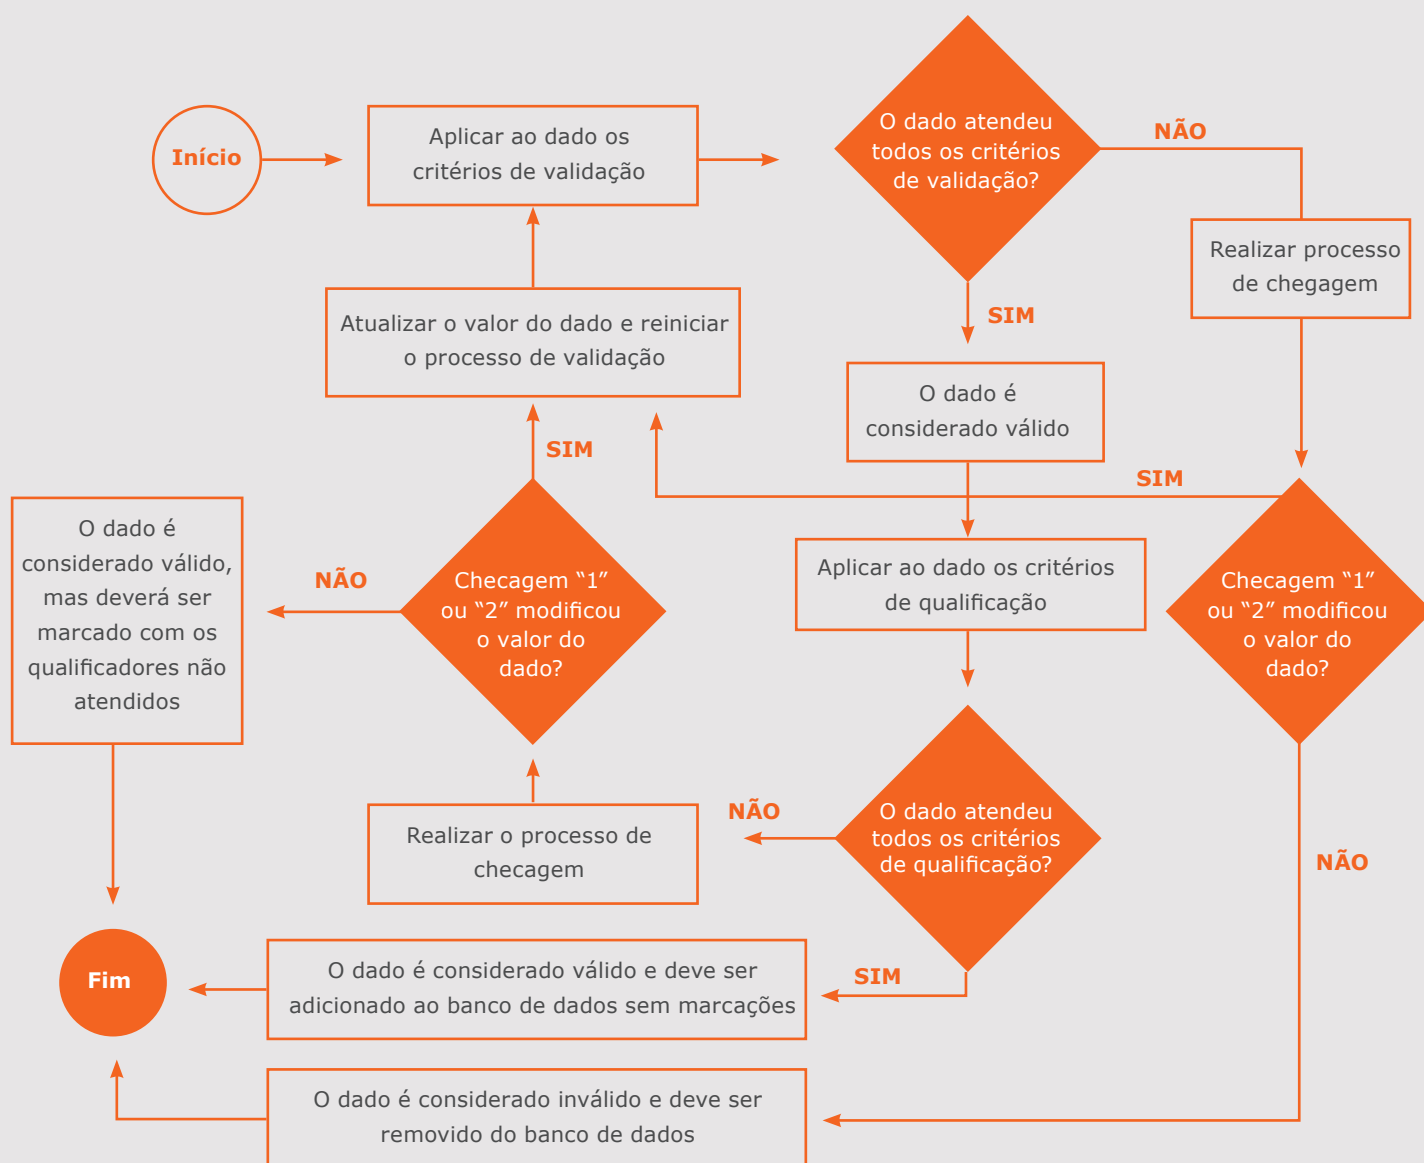 Início
Aplicar ao dado os
critérios de validação
O dado atendeu
todos os critérios
de validação?
NÃO
Realizar processo
de chegagem
SIM
Atualizar o valor do dado e reiniciar
o processo de validação
O dado é
considerado válido
SIM
SIM
O dado é
considerado válido,
mas deverá ser
marcado com os
qualificadores não
atendidos
NÃO
Checagem “1”
ou “2” modificou
o valor do
dado?
Aplicar ao dado os critérios
de qualificação
Checagem “1”
ou “2” modificou
o valor do
dado?
Realizar o processo de
checagem
NÃO
O dado atendeu
todos os critérios
de qualificação?
NÃO
Fim
O dado é considerado válido e deve ser
adicionado ao banco de dados sem marcações
SIM
O dado é considerado inválido e deve ser
removido do banco de dados